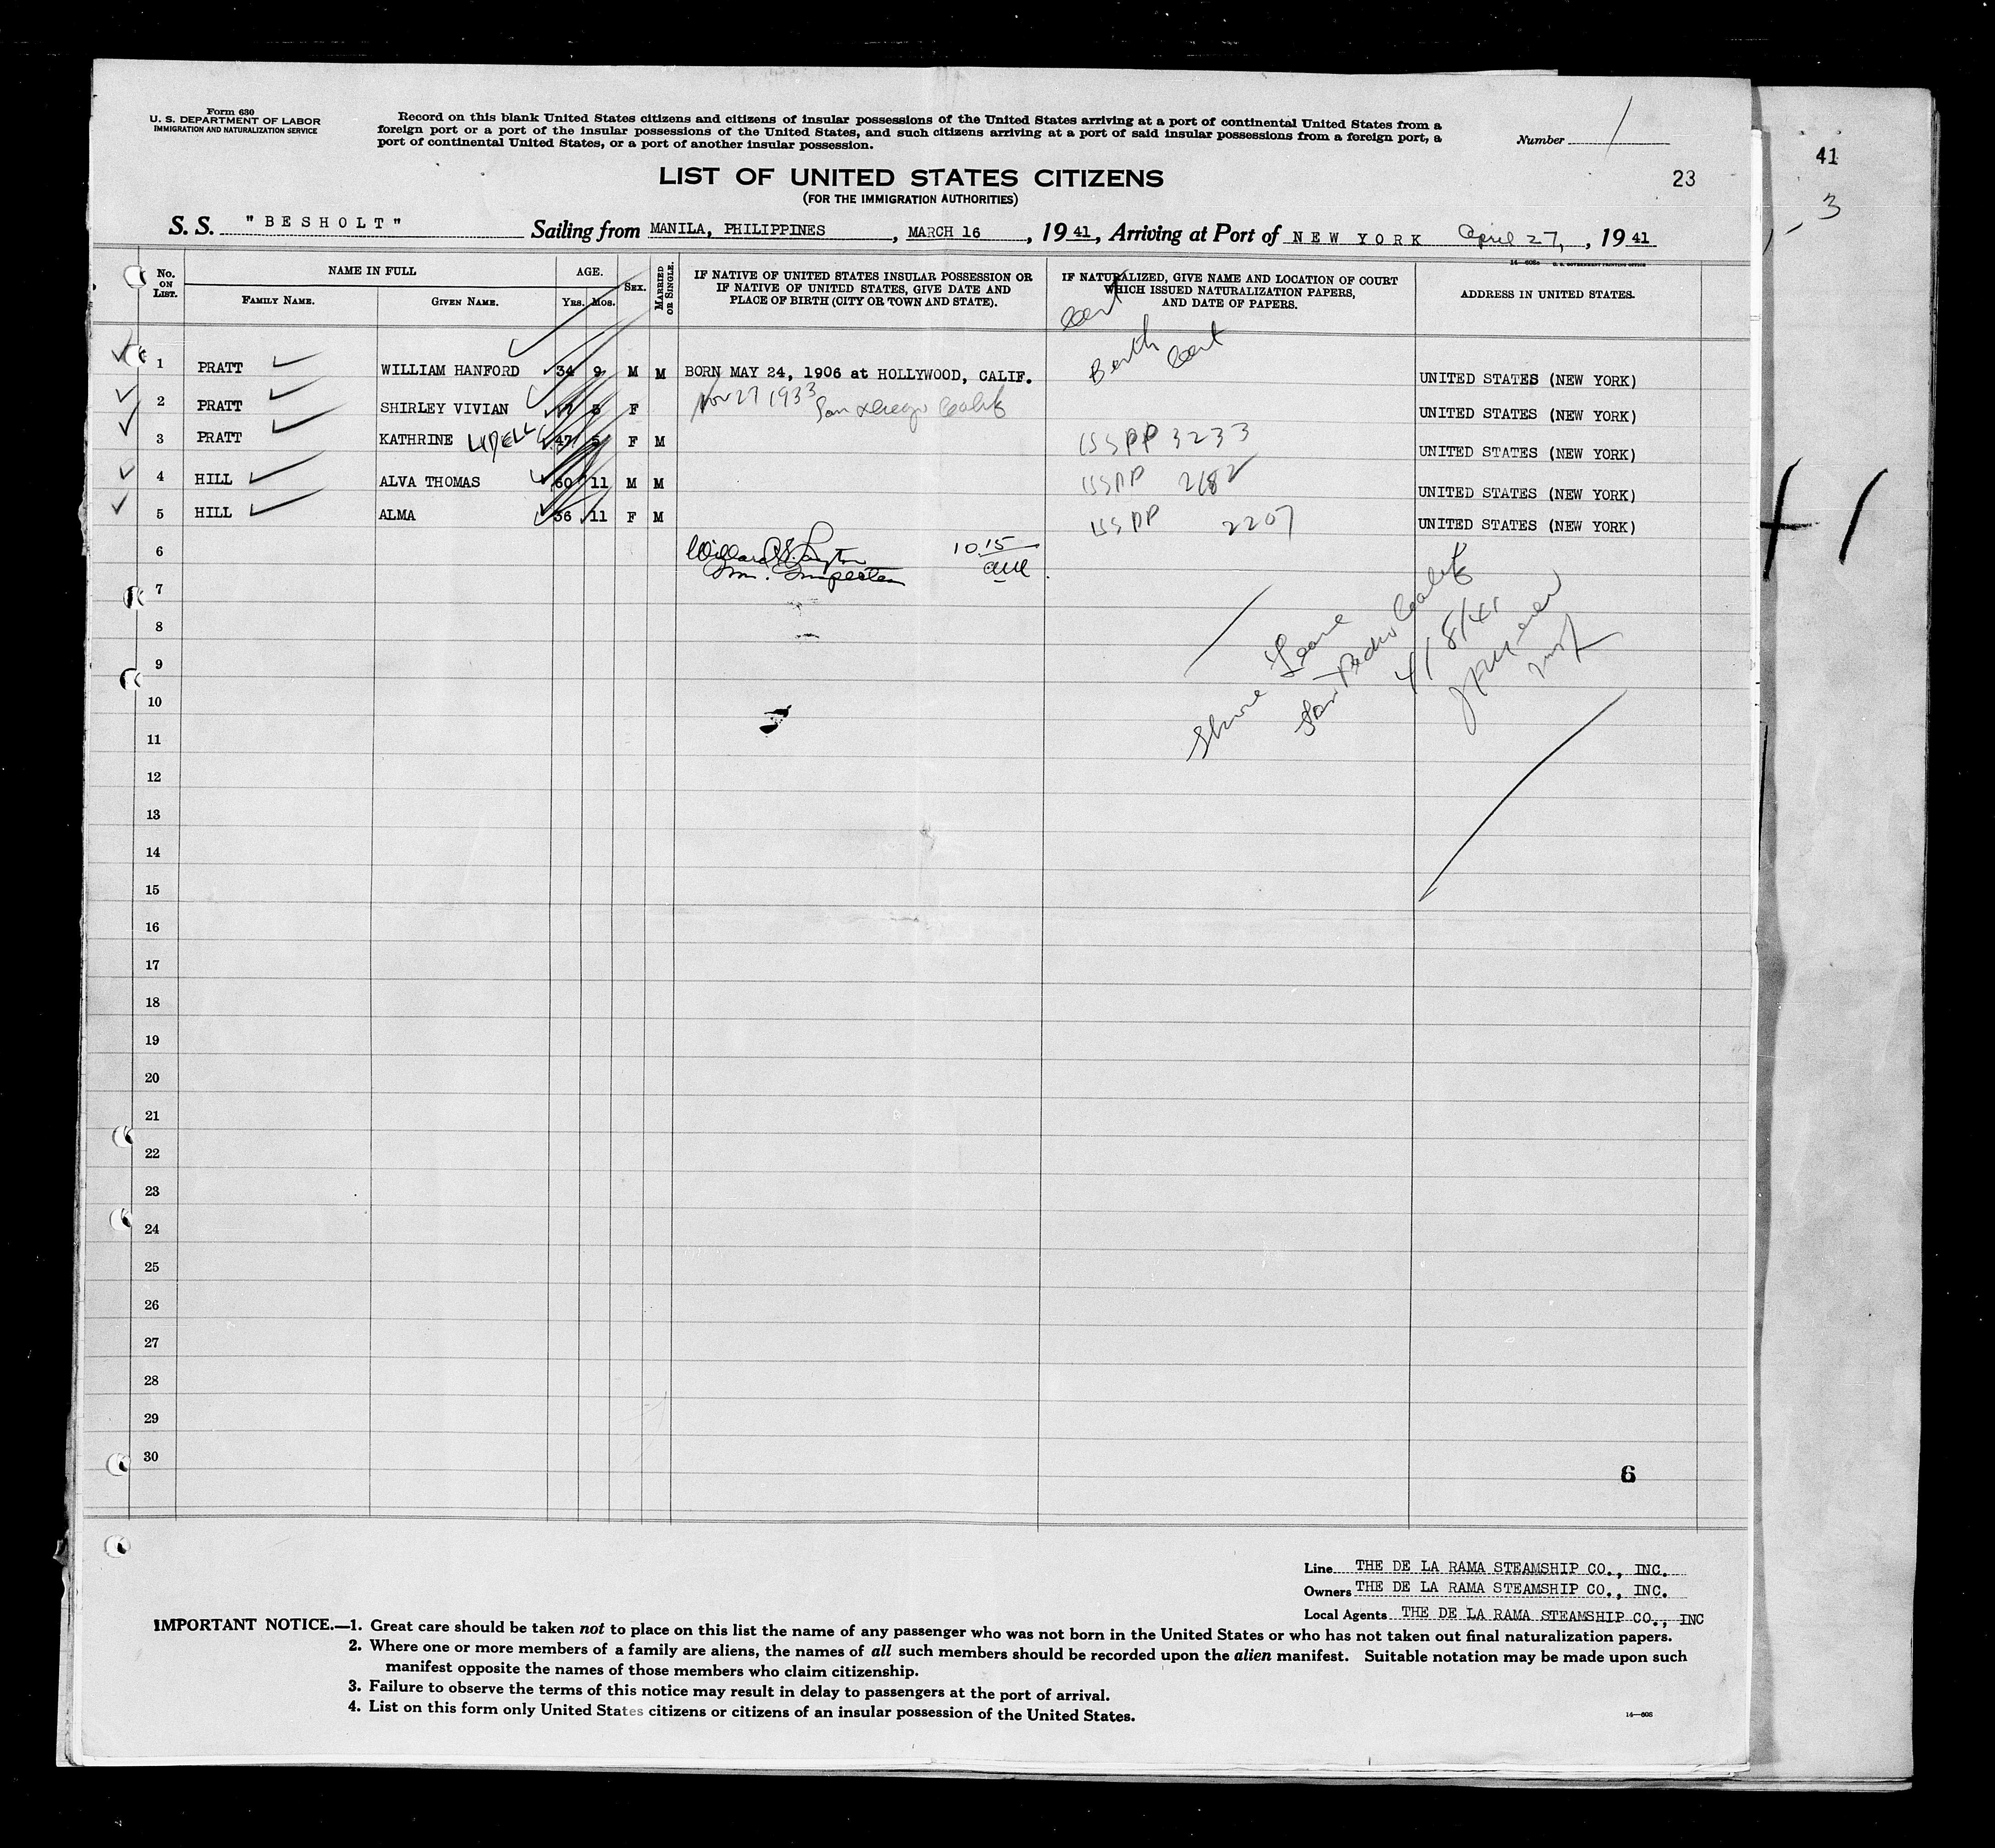 Form 630
U. S. DEPARTMENT OF LABOR
IMMIGRATION AND NATURALIZATION SERVICE
Record on this blank United States citizens and citizens of insular possessions of the United States arriving at a port of continental United States from a
foreign port or a port of the insular possessions of the United States, and such citizens arriving at a port of said insular possessions from a foreign port, a
port of continental United States, or a port of another insular possession.
Number 1
41
3
23
LIST OF UNITED STATES CITIZENS
(FOR THE IMMIGRATION AUTHORITIES)
S. S. "BESHOLT" Sailing from MANILA, PHILIPPINES, MARCH 16, 1941, Arriving at Port of NEW YORK April 27, 1941
No. ON LIST. NAME IN FULL AGE. SEX. MARRIED OR SINGLE. IF NATIVE OF UNITED STATES INSULAR POSSESSION OR IF NATIVE OF UNITED STATES, GIVE DATE AND PLACE OF BIRTH (CITY OR TOWN AND STATE). IF NATURALIZED, GIVE NAME AND LOCATION OF COURT WHICH ISSUED NATURALIZATION PAPERS, AND DATE OF PAPERS. ADDRESS IN UNITED STATES.
FAMILY NAME. GIVEN NAME. YRS. MOS.
Cert
1 PRATT WILLIAM HANFORD 34 9 M M BORN MAY 24, 1906 at HOLLYWOOD, CALIF. Berth Cert UNITED STATES (NEW YORK)
2 PRATT SHIRLEY VIVIAN F Nov 27 1933 San Diego Calif UNITED STATES (NEW YORK)
3 PRATT KATHRINE LIDELL 47 5 F M USPP 3233 UNITED STATES (NEW YORK)
4 HILL ALVA THOMAS 60 11 M M USPP 2182 UNITED STATES (NEW YORK)
5 HILL ALMA 56 11 F M USPP 2207 UNITED STATES (NEW YORK)
6 Imm. Inspector 10 15
7
8
9
10
11
12
13
14
15
16
17
18
19
20
21
22
23
24
25
26
27
28
29
30
Shore Leave
San Pedro Calif
4/8/41
6
Line THE DE LA RAMA STEAMSHIP CO., INC.
Owners THE DE LA RAMA STEAMSHIP CO., INC.
Local Agents THE DE LA RAMA STEAMSHIP CO., INC
IMPORTANT NOTICE.—1. Great care should be taken not to place on this list the name of any passenger who was not born in the United States or who has not taken out final naturalization papers.
2. Where one or more members of a family are aliens, the names of all such members should be recorded upon the alien manifest. Suitable notation may be made upon such
manifest opposite the names of those members who claim citizenship.
3. Failure to observe the terms of this notice may result in delay to passengers at the port of arrival.
4. List on this form only United States citizens or citizens of an insular possession of the United States.
14—608